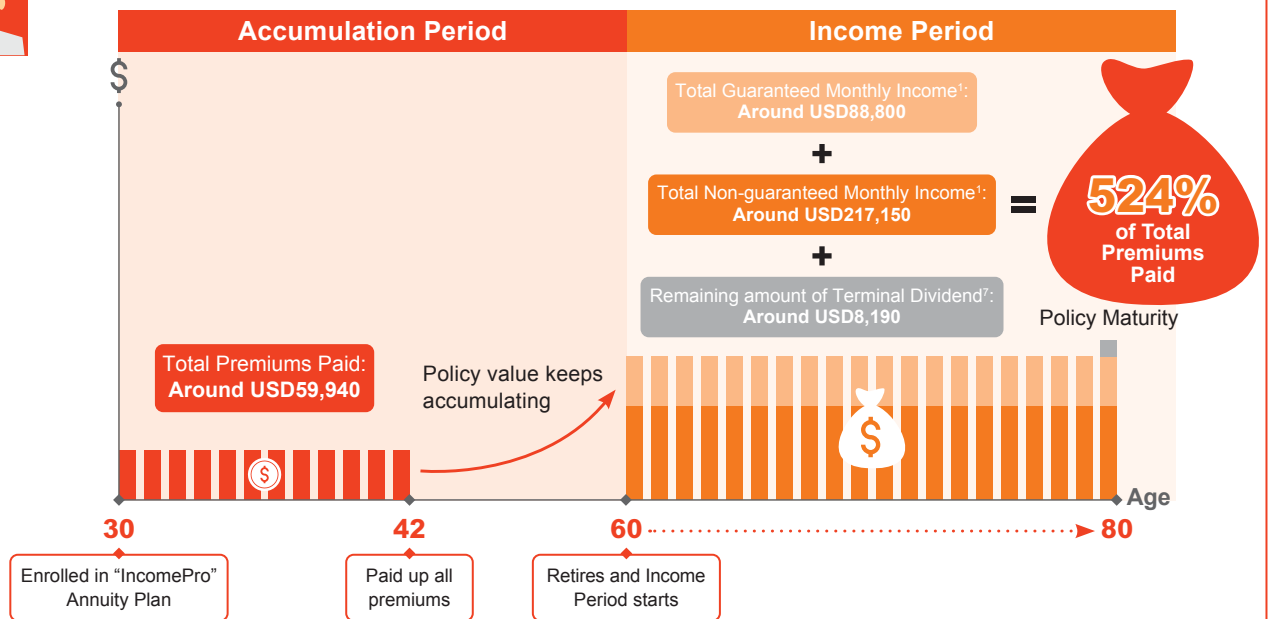 Accumulation Period
Income Period
$
Total Guaranteed Monthly Income¹:
Around USD88,800
+
Total Non-guaranteed Monthly Income¹:
Around USD217,150
+
Remaining amount of Terminal Dividend⁷:
Around USD8,190
=
524%
of Total
Premiums
Paid
Policy Maturity
Total Premiums Paid:
Around USD59,940
Policy value keeps
accumulating
$
$
Age
30
42
60
80
Enrolled in “IncomePro”
Annuity Plan
Paid up all
premiums
Retires and Income
Period starts